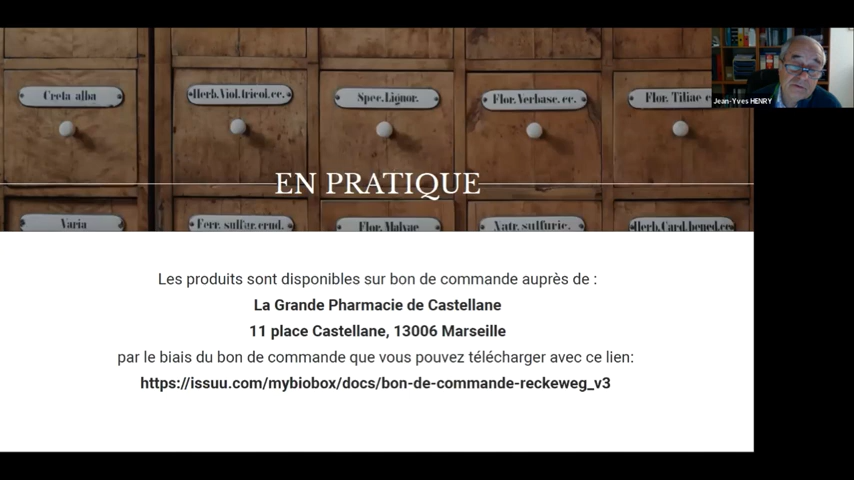 Creta alba
Herb. Viol. tricol. cc.
Spec. Lignor.
Flor. Verbasc. cc.
Flor. Tiliae c
Jean-Yves HENRY
EN PRATIQUE
Varia
Ferr. sulfur. crud.
Flor. Malvae
Natr. sulfuric.
Herb. Card. bened. cc.
Les produits sont disponibles sur bon de commande auprès de :
La Grande Pharmacie de Castellane
11 place Castellane, 13006 Marseille
par le biais du bon de commande que vous pouvez télécharger avec ce lien:
https://issuu.com/mybiobox/docs/bon-de-commande-reckeweg_v3